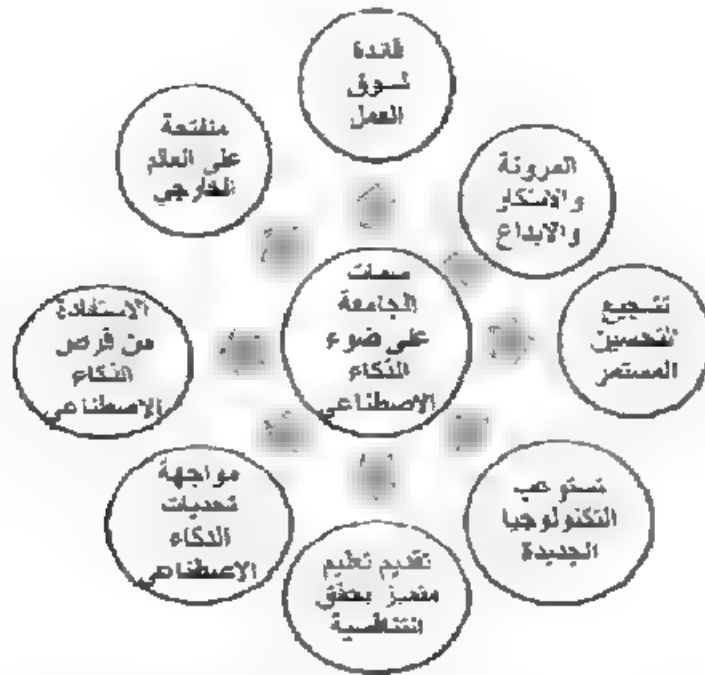 قائدة
لسوق
العمل
المرونة
والابتكار
والابداع
تشجيع
التحسين
المستمر
تستوعب
التكنولوجيا
الجديدة
تقديم تعليم
متميز يحقق
التنافسية
مواجهة
تحديات
الذكاء
الاصطناعي
الاستفادة
من فرص
الذكاء
الاصطناعي
منفتحة
على العالم
الخارجي
سمات
الجامعة
على ضوء
الذكاء
الاصطناعي